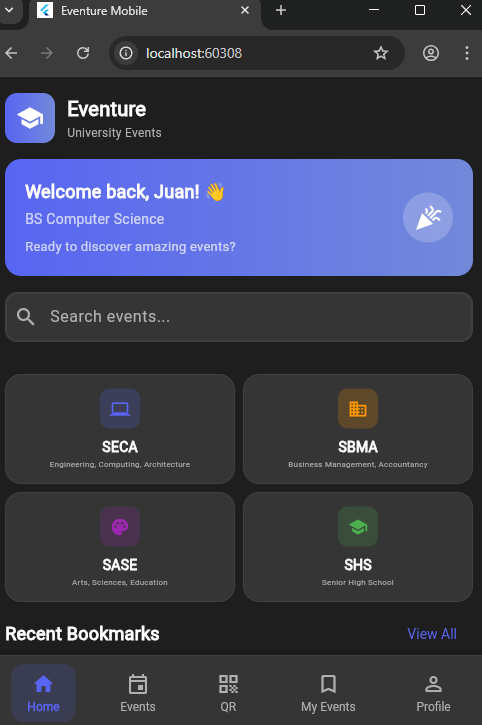 Eventure Mobile
localhost:60308
Eventure
University Events
Welcome back, Juan! 👋
BS Computer Science
Ready to discover amazing events?
Search events...
SECA
Engineering, Computing, Architecture
SBMA
Business Management, Accountancy
SASE
Arts, Sciences, Education
SHS
Senior High School
Recent Bookmarks
View All
Home
Events
QR
My Events
Profile